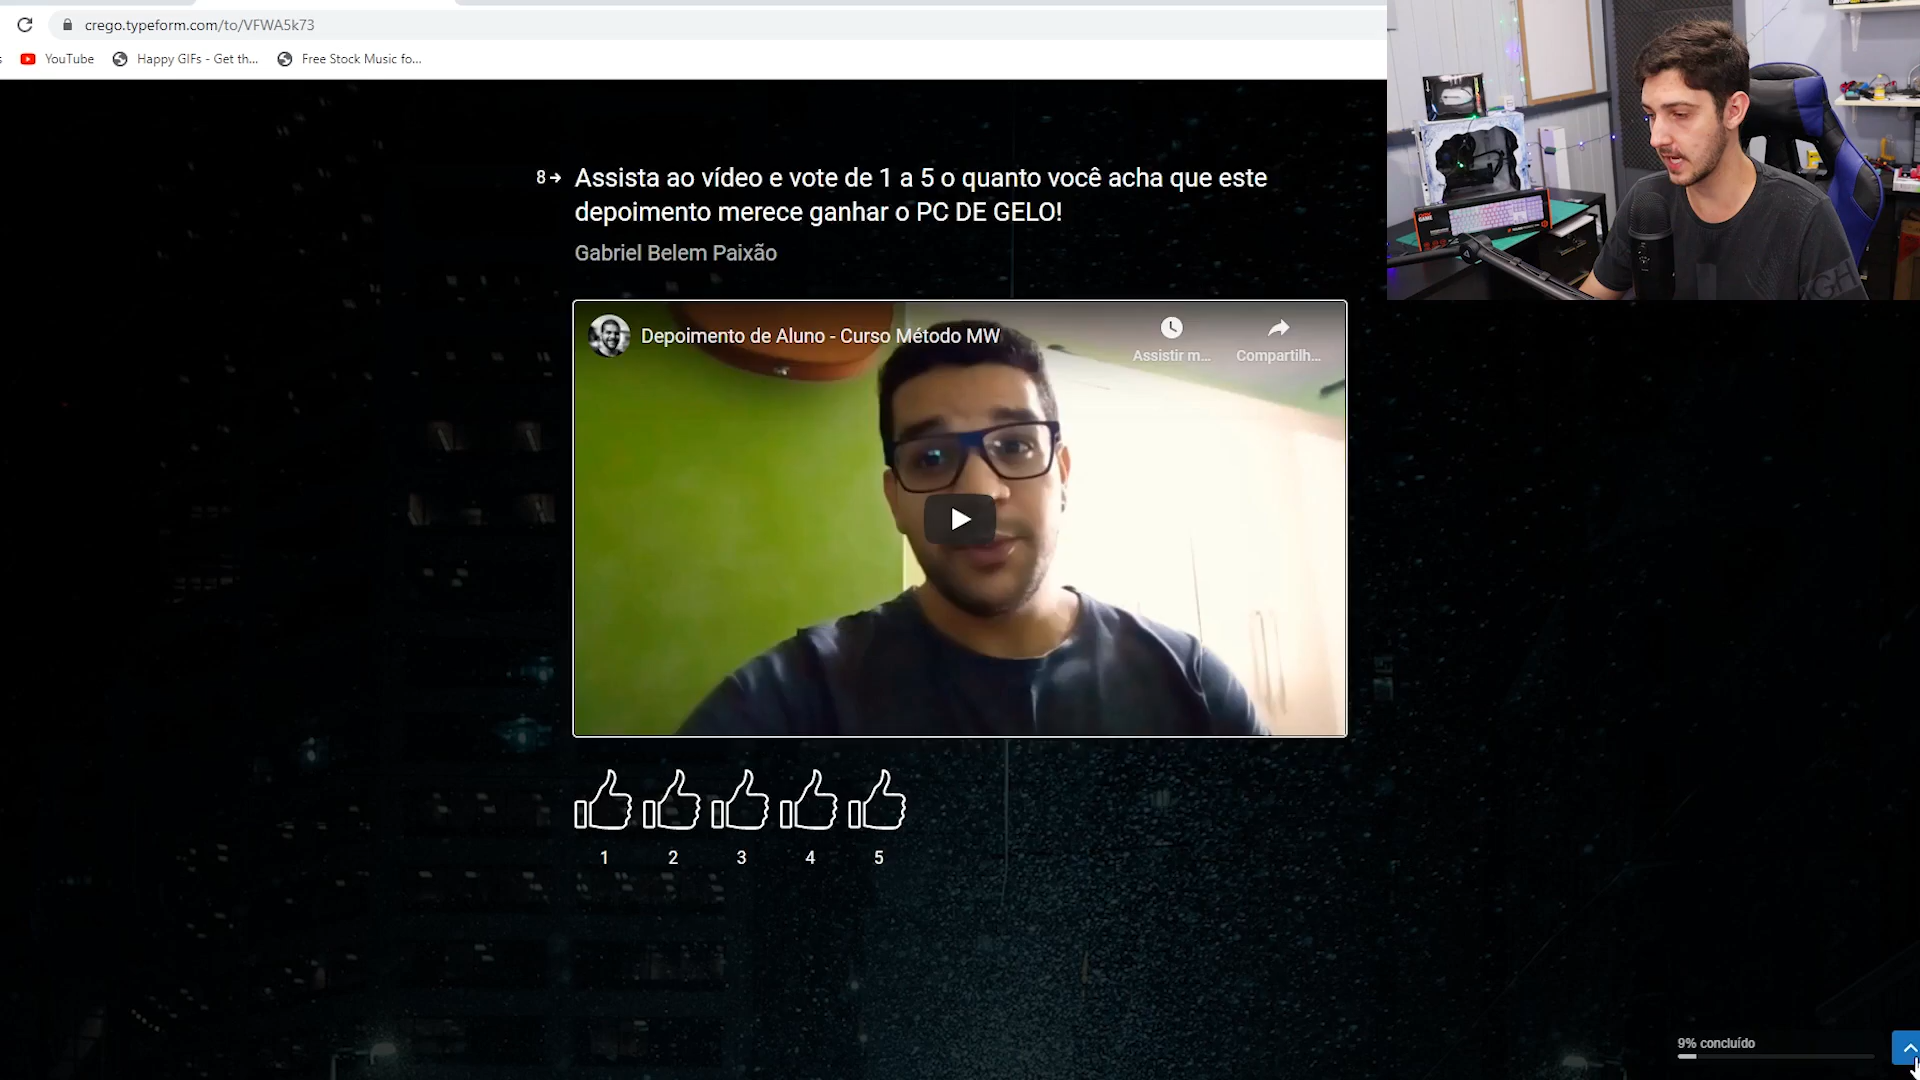 crego.typeform.com/to/VFWA5k73
YouTube
Happy GIFs - Get th...
Free Stock Music fo...
8 Assista ao vídeo e vote de 1 a 5 o quanto você acha que este
depoimento merece ganhar o PC DE GELO!
Gabriel Belem Paixão
Depoimento de Aluno - Curso Método MW
Assistir m...
Compartilh...
1 2 3 4 5
9% concluído